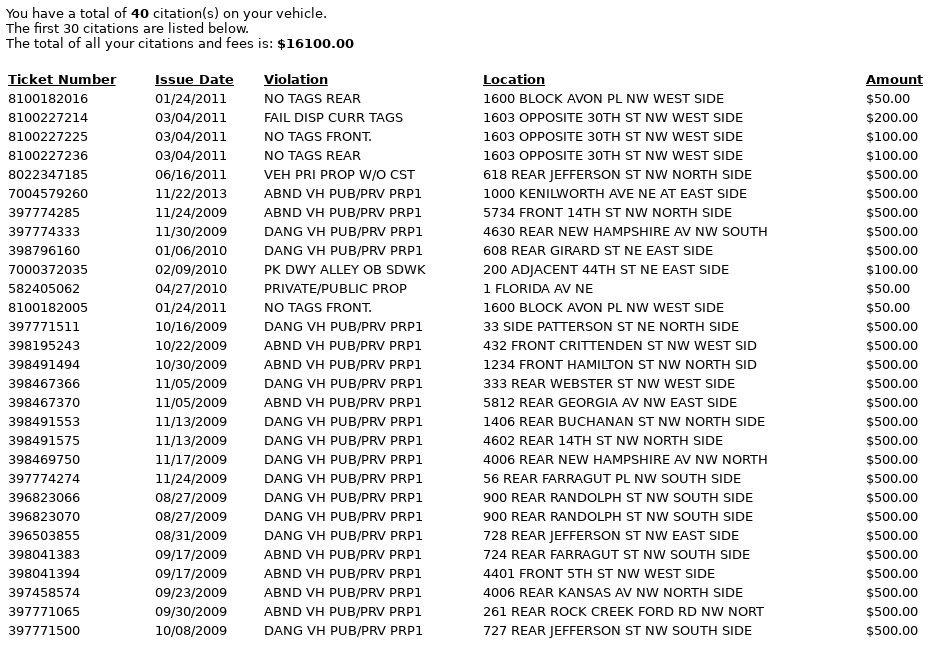 You have a total of 40 citation(s) on your vehicle.
The first 30 citations are listed below.
The total of all your citations and fees is: $16100.00
Ticket Number Issue Date Violation Location Amount
8100182016 01/24/2011 NO TAGS REAR 1600 BLOCK AVON PL NW WEST SIDE $50.00
8100227214 03/04/2011 FAIL DISP CURR TAGS 1603 OPPOSITE 30TH ST NW WEST SIDE $200.00
8100227225 03/04/2011 NO TAGS FRONT. 1603 OPPOSITE 30TH ST NW WEST SIDE $100.00
8100227236 03/04/2011 NO TAGS REAR 1603 OPPOSITE 30TH ST NW WEST SIDE $100.00
8022347185 06/16/2011 VEH PRI PROP W/O CST 618 REAR JEFFERSON ST NW NORTH SIDE $500.00
7004579260 11/22/2013 ABND VH PUB/PRV PRP1 1000 KENILWORTH AVE NE AT EAST SIDE $500.00
397774285 11/24/2009 ABND VH PUB/PRV PRP1 5734 FRONT 14TH ST NW NORTH SIDE $500.00
397774333 11/30/2009 DANG VH PUB/PRV PRP1 4630 REAR NEW HAMPSHIRE AV NW SOUTH $500.00
398796160 01/06/2010 DANG VH PUB/PRV PRP1 608 REAR GIRARD ST NE EAST SIDE $500.00
7000372035 02/09/2010 PK DWY ALLEY OB SDWK 200 ADJACENT 44TH ST NE EAST SIDE $100.00
582405062 04/27/2010 PRIVATE/PUBLIC PROP 1 FLORIDA AV NE $50.00
8100182005 01/24/2011 NO TAGS FRONT. 1600 BLOCK AVON PL NW WEST SIDE $50.00
397771511 10/16/2009 DANG VH PUB/PRV PRP1 33 SIDE PATTERSON ST NE NORTH SIDE $500.00
398195243 10/22/2009 ABND VH PUB/PRV PRP1 432 FRONT CRITTENDEN ST NW WEST SID $500.00
398491494 10/30/2009 ABND VH PUB/PRV PRP1 1234 FRONT HAMILTON ST NW NORTH SID $500.00
398467366 11/05/2009 DANG VH PUB/PRV PRP1 333 REAR WEBSTER ST NW WEST SIDE $500.00
398467370 11/05/2009 ABND VH PUB/PRV PRP1 5812 REAR GEORGIA AV NW EAST SIDE $500.00
398491553 11/13/2009 DANG VH PUB/PRV PRP1 1406 REAR BUCHANAN ST NW NORTH SIDE $500.00
398491575 11/13/2009 DANG VH PUB/PRV PRP1 4602 REAR 14TH ST NW NORTH SIDE $500.00
398469750 11/17/2009 DANG VH PUB/PRV PRP1 4006 REAR NEW HAMPSHIRE AV NW NORTH $500.00
397774274 11/24/2009 DANG VH PUB/PRV PRP1 56 REAR FARRAGUT PL NW SOUTH SIDE $500.00
396823066 08/27/2009 DANG VH PUB/PRV PRP1 900 REAR RANDOLPH ST NW SOUTH SIDE $500.00
396823070 08/27/2009 DANG VH PUB/PRV PRP1 900 REAR RANDOLPH ST NW SOUTH SIDE $500.00
396503855 08/31/2009 DANG VH PUB/PRV PRP1 728 REAR JEFFERSON ST NW EAST SIDE $500.00
398041383 09/17/2009 ABND VH PUB/PRV PRP1 724 REAR FARRAGUT ST NW SOUTH SIDE $500.00
398041394 09/17/2009 ABND VH PUB/PRV PRP1 4401 FRONT 5TH ST NW WEST SIDE $500.00
397458574 09/23/2009 ABND VH PUB/PRV PRP1 4006 REAR KANSAS AV NW NORTH SIDE $500.00
397771065 09/30/2009 ABND VH PUB/PRV PRP1 261 REAR ROCK CREEK FORD RD NW NORT $500.00
397771500 10/08/2009 DANG VH PUB/PRV PRP1 727 REAR JEFFERSON ST NW SOUTH SIDE $500.00